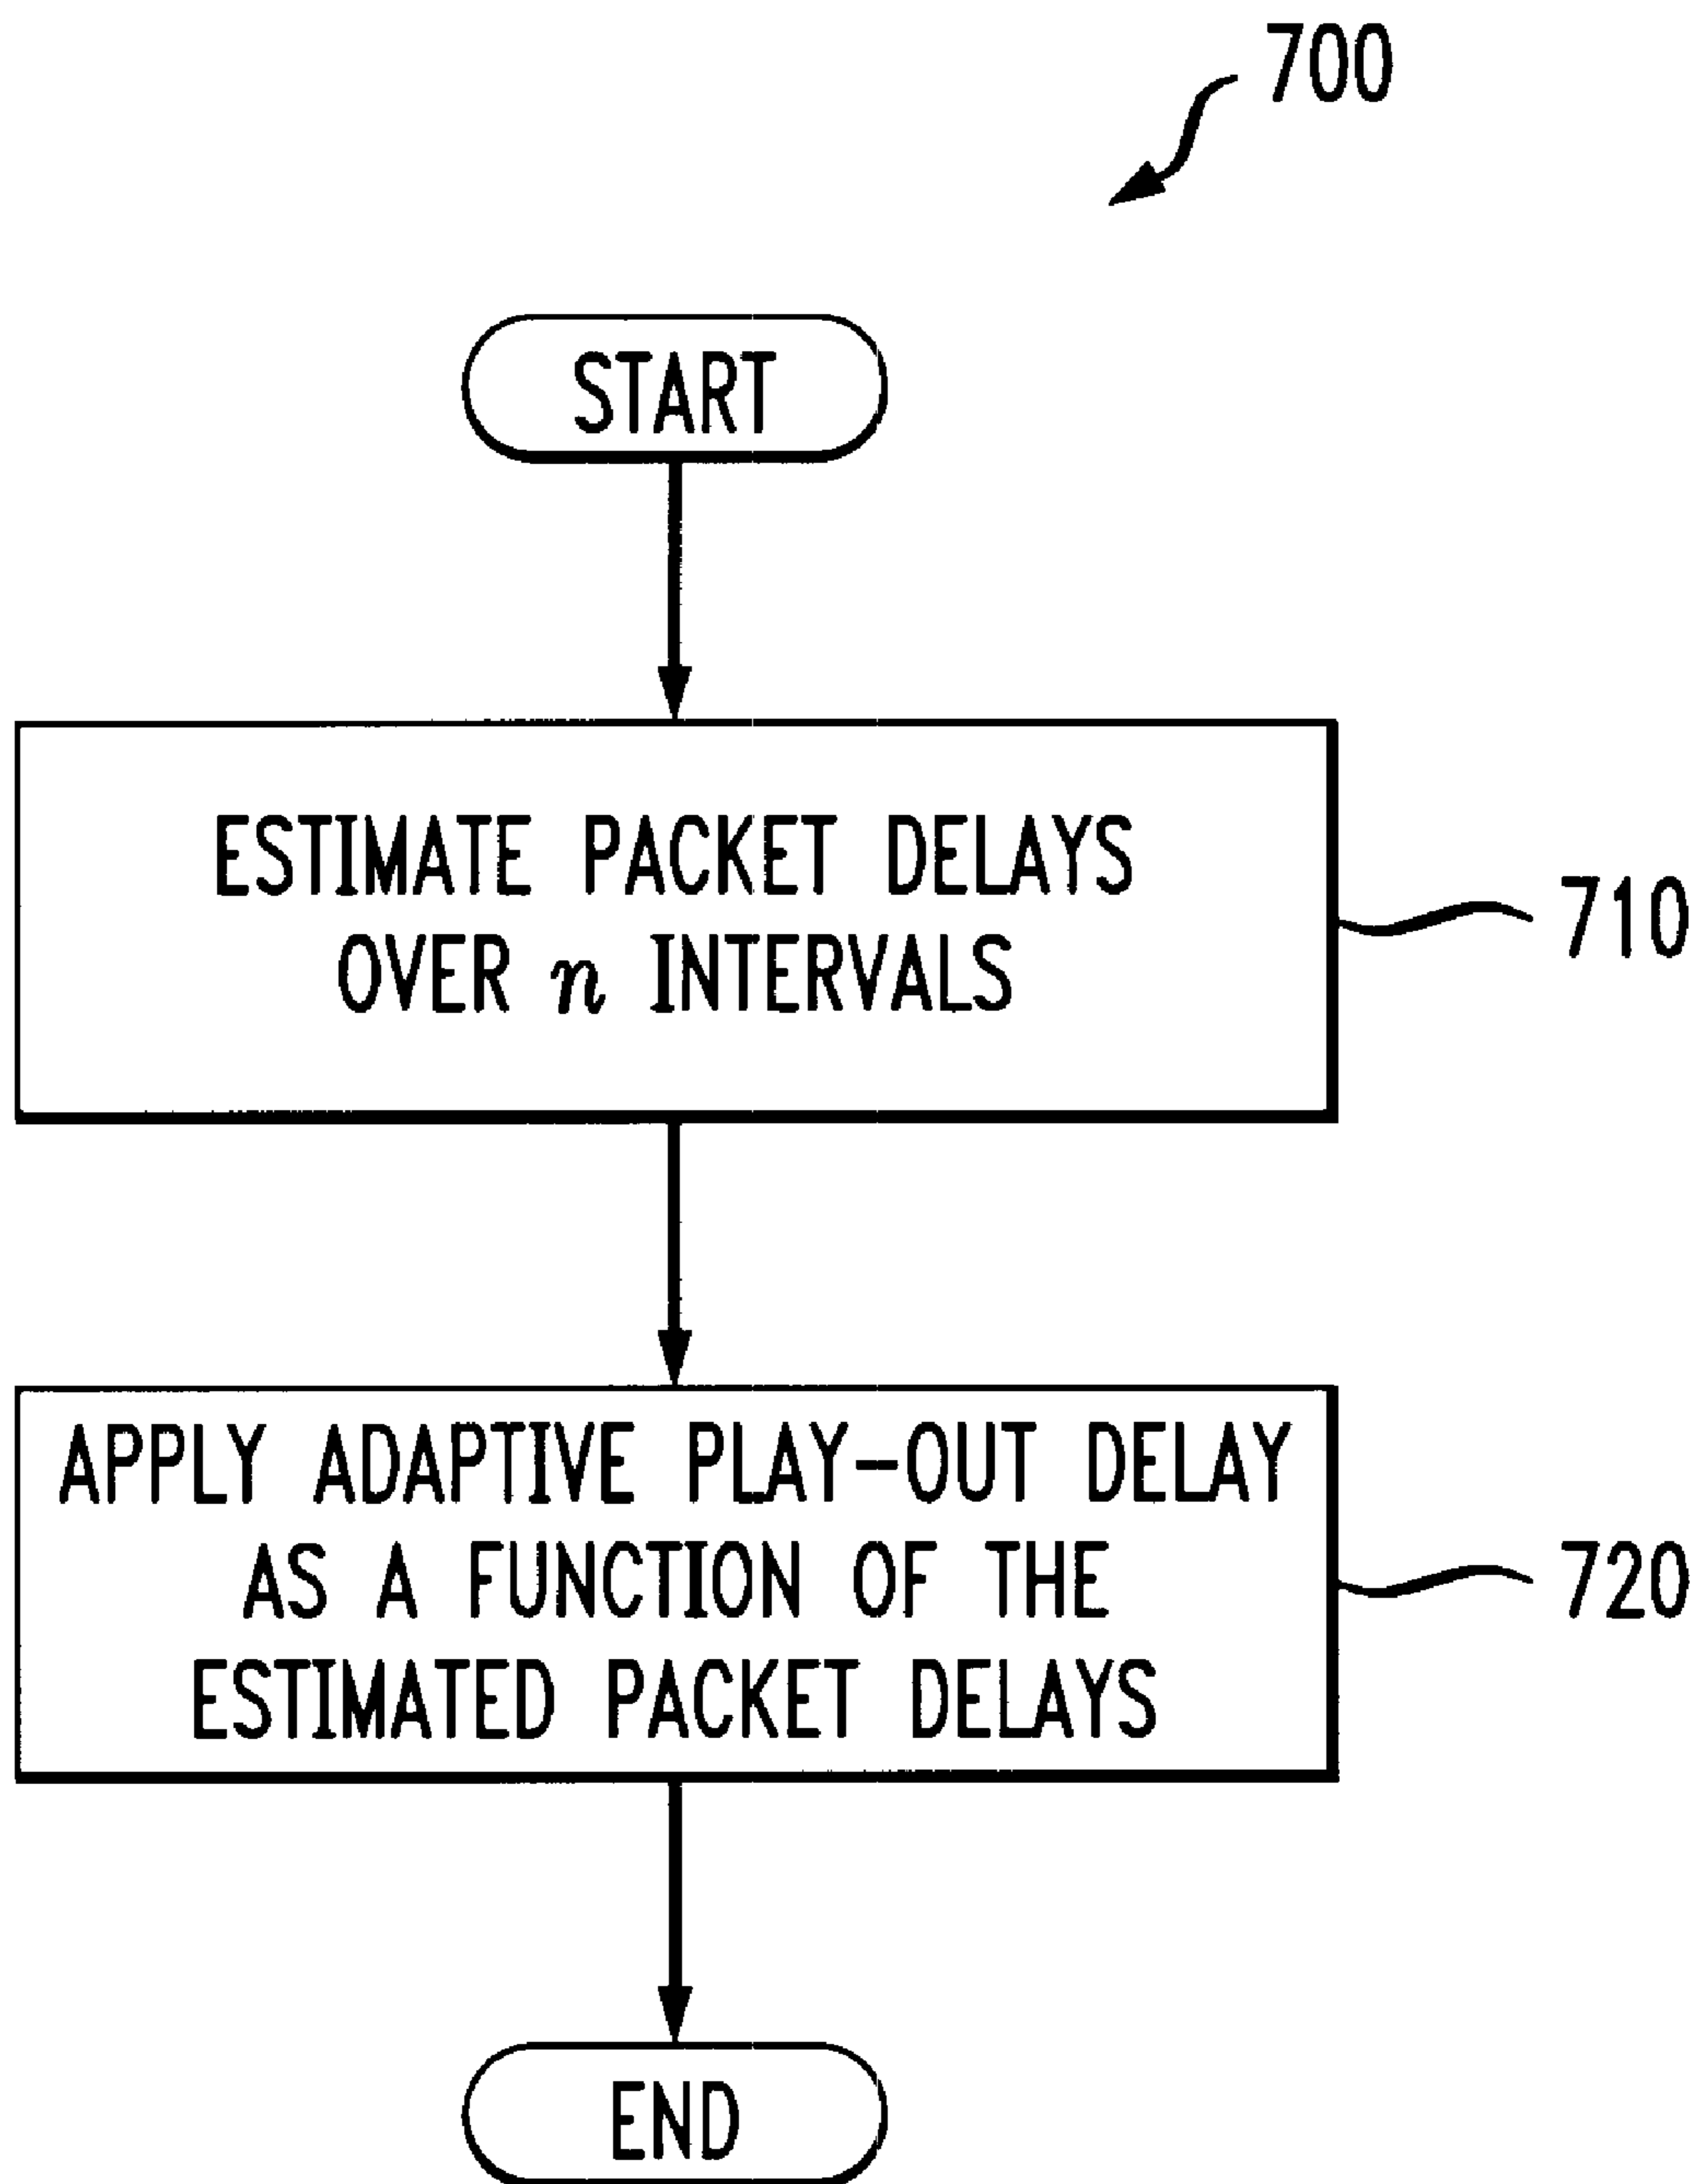 700
START
ESTIMATE PACKET DELAYS
OVER n INTERVALS
710
APPLY ADAPTIVE PLAY-OUT DELAY
AS A FUNCTION OF THE
ESTIMATED PACKET DELAYS
720
END